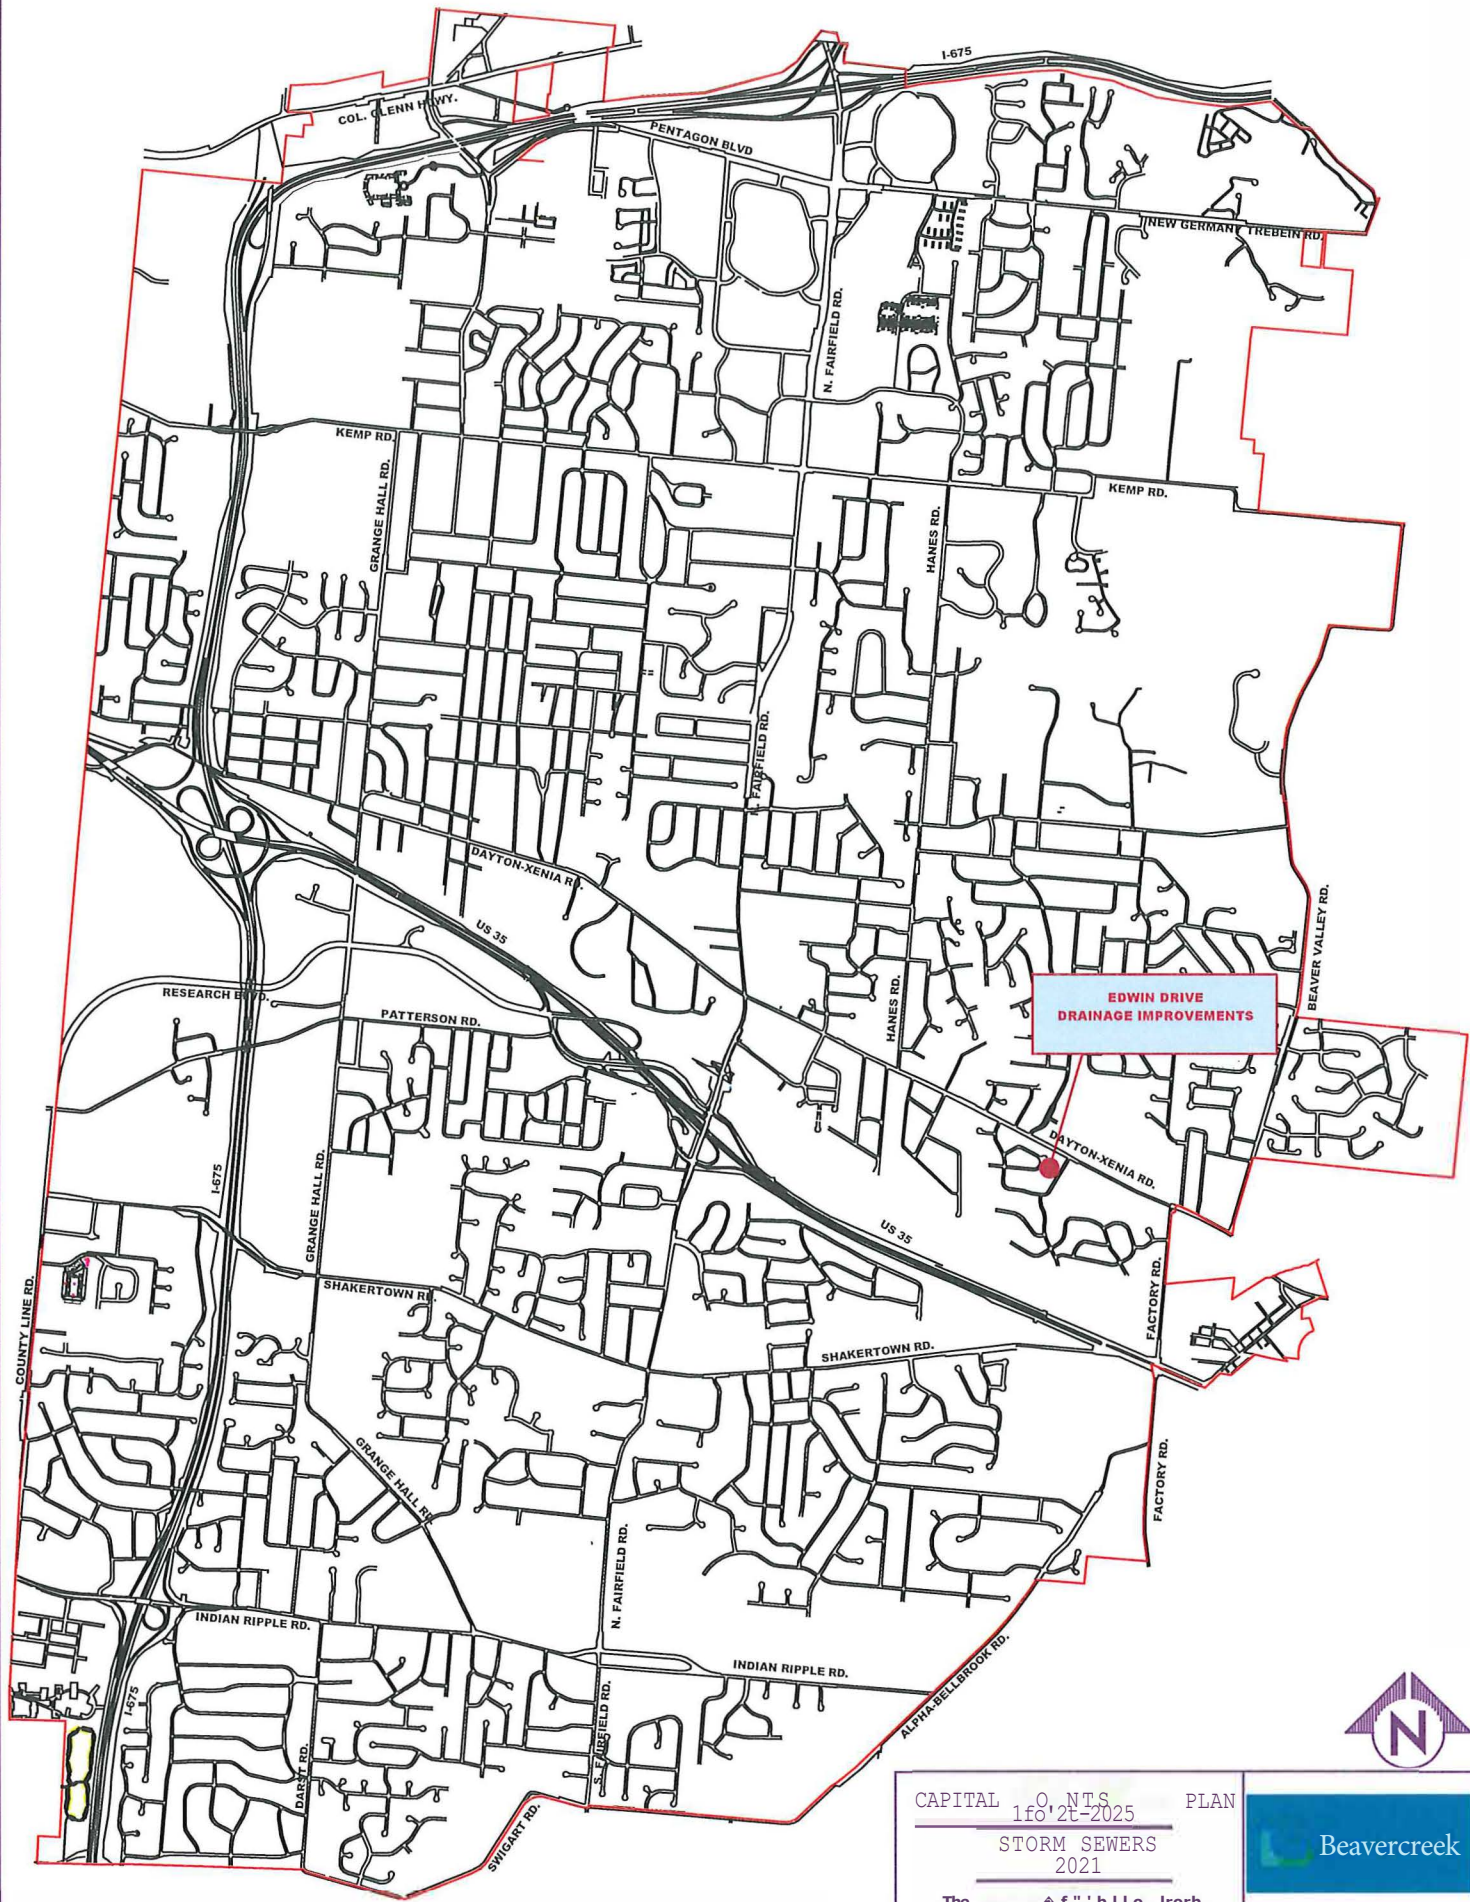 I-675
COL. GLENN HWY.
PENTAGON BLVD
NEW GERMANY TREBEIN RD.
N. FAIRFIELD RD.
KEMP RD.
GRANGE HALL RD.
KEMP RD.
HANES RD.
N. FAIRFIELD RD.
DAYTON-XENIA RD.
US 35
BEAVER VALLEY RD.
RESEARCH BLVD.
PATTERSON RD.
HANES RD.
EDWIN DRIVE
DRAINAGE IMPROVEMENTS
DAYTON-XENIA RD.
I-675
GRANGE HALL RD.
US 35
COUNTY LINE RD.
SHAKERTOWN RD.
FACTORY RD.
SHAKERTOWN RD.
GRANGE HALL RD.
FACTORY RD.
N. FAIRFIELD RD.
INDIAN RIPPLE RD.
INDIAN RIPPLE RD.
ALPHA-BELLBROOK RD.
I-675
S. FAIRFIELD RD.
DARST RD.
SWIGART RD.
N
CAPITAL PLAN
-2025
STORM SEWERS
2021
Beavercreek